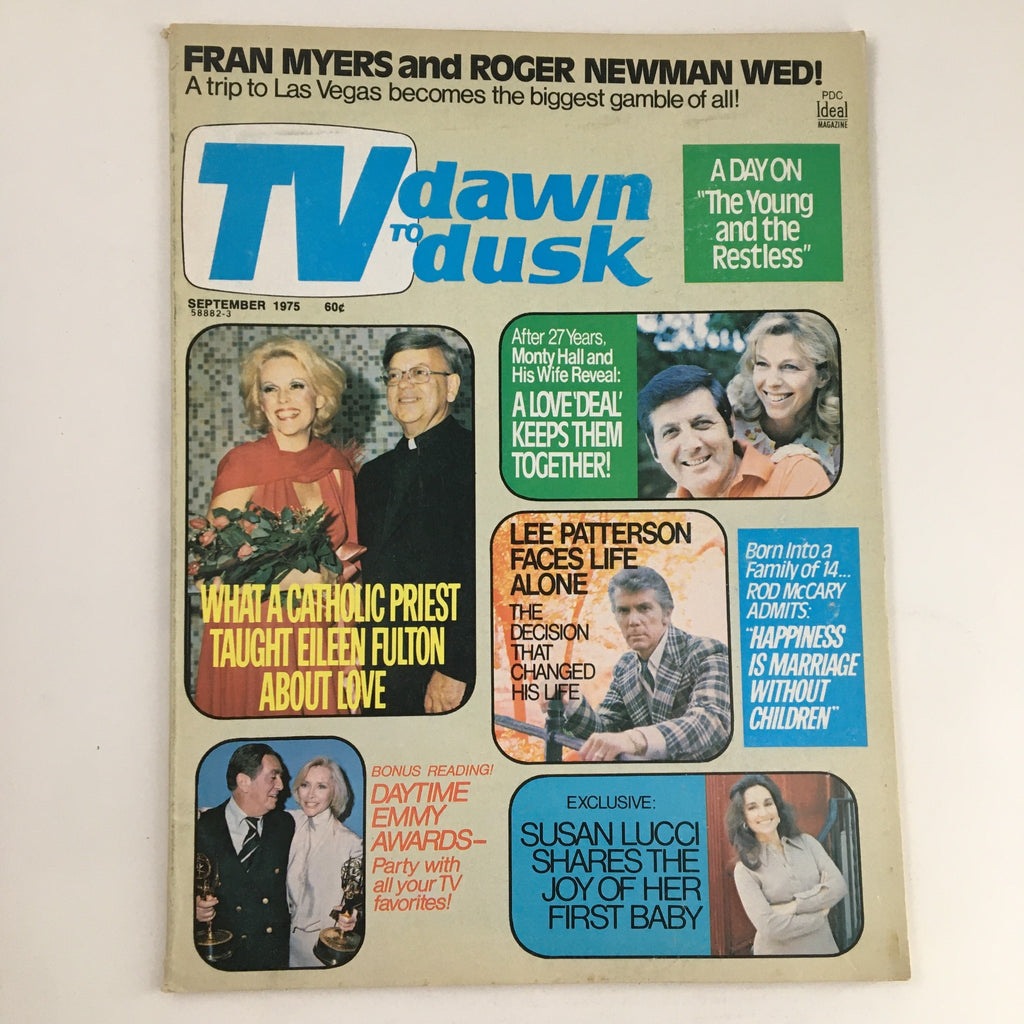 FRAN MYERS and ROGER NEWMAN WED!
A trip to Las Vegas becomes the biggest gamble of all!
PDC
Ideal
MAGAZINE
TV dawn
TO dusk
SEPTEMBER 1975 60¢
58882-3
A DAY ON
"The Young
and the
Restless"
After 27 Years,
Monty Hall and
His Wife Reveal:
A LOVE 'DEAL'
KEEPS THEM
TOGETHER!
WHAT A CATHOLIC PRIEST
TAUGHT EILEEN FULTON
ABOUT LOVE
LEE PATTERSON
FACES LIFE
ALONE
THE
DECISION
THAT
CHANGED
HIS LIFE
Born Into a
Family of 14...
ROD McCARY
ADMITS:
"HAPPINESS
IS MARRIAGE
WITHOUT
CHILDREN"
BONUS READING!
DAYTIME
EMMY
AWARDS–
Party with
all your TV
favorites!
EXCLUSIVE:
SUSAN LUCCI
SHARES THE
JOY OF HER
FIRST BABY